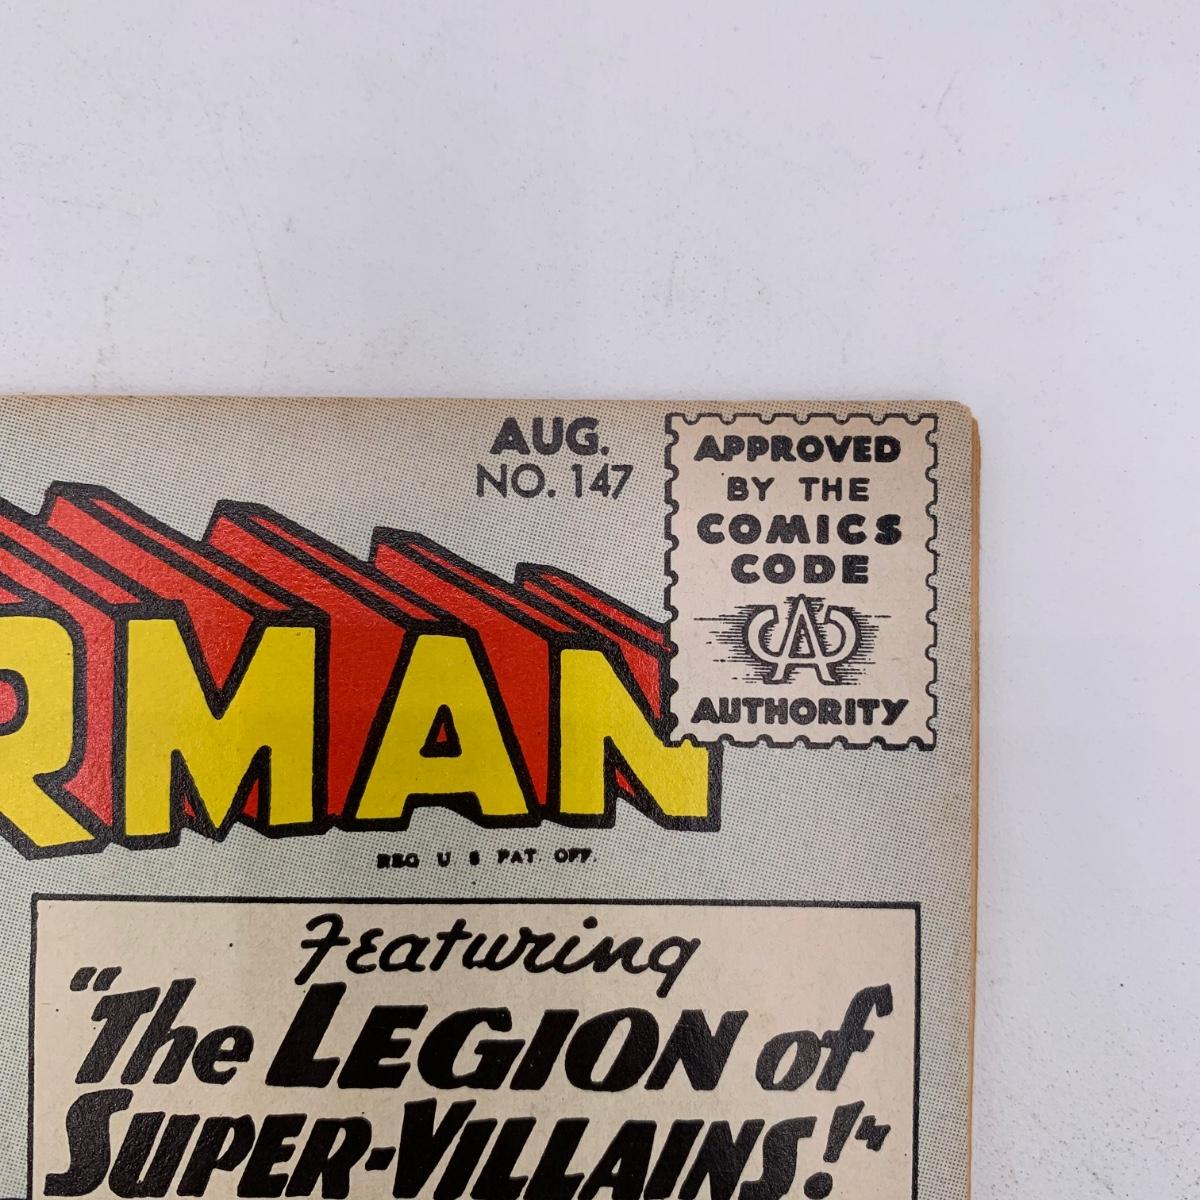 AUG.
NO. 147
APPROVED
BY THE
COMICS
CODE
CA
AUTHORITY
RMAN
REG U S PAT OFF.
Featuring
"The LEGION of
SUPER-VILLAINS!"